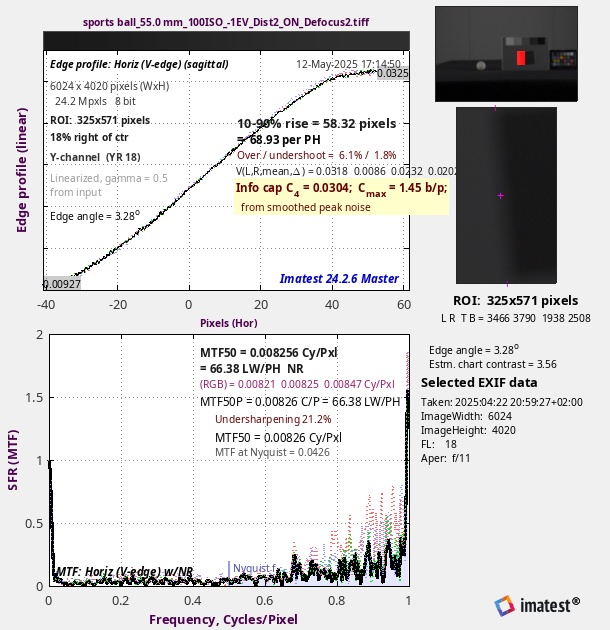 sports ball_55.0 mm_100ISO_-1EV_Dist2_ON_Defocus2.tiff
Edge profile: Horiz (V-edge) (sagittal)
12-May-2025 17:14:50
0.0325
6024 x 4020 pixels (WxH)
24.2 Mpxls   8 bit
ROI:  325x571 pixels
18% right of ctr
Y-channel  (YR 18)
Linearized, gamma = 0.5
from input
Edge angle = 3.28°
10-90% rise = 58.32 pixels
= 68.93 per PH
Over / undershoot =  6.1% /  1.8%
V(L,R,mean,Δ) = 0.0318  0.0086  0.0232  0.0202
Info cap C4 = 0.0304;  Cmax = 1.45 b/p;
from smoothed peak noise
Imatest 24.2.6 Master
0.00927
Edge profile (linear)
-40 -20 0 20 40 60
Pixels (Hor)
ROI:  325x571 pixels
L R  T B = 3466 3790  1938 2508
Edge angle = 3.28°
Estm. chart contrast = 3.56
Selected EXIF data
Taken: 2025:04:22 20:59:27+02:00
ImageWidth:  6024
ImageHeight:  4020
FL:   18
Aper:  f/11
MTF50 = 0.008256 Cy/Pxl
= 66.38 LW/PH  NR
(RGB) = 0.00821  0.00825  0.00847 Cy/Pxl
MTF50P = 0.00826 C/P = 66.38 LW/PH
Undersharpening 21.2%
MTF50 = 0.00826 Cy/Pxl
MTF at Nyquist = 0.0426
MTF: Horiz (V-edge) w/NR
Nyquist f
SFR (MTF)
2
1.5
1
0.5
0
0 0.2 0.4 0.6 0.8 1
Frequency, Cycles/Pixel
imatest®